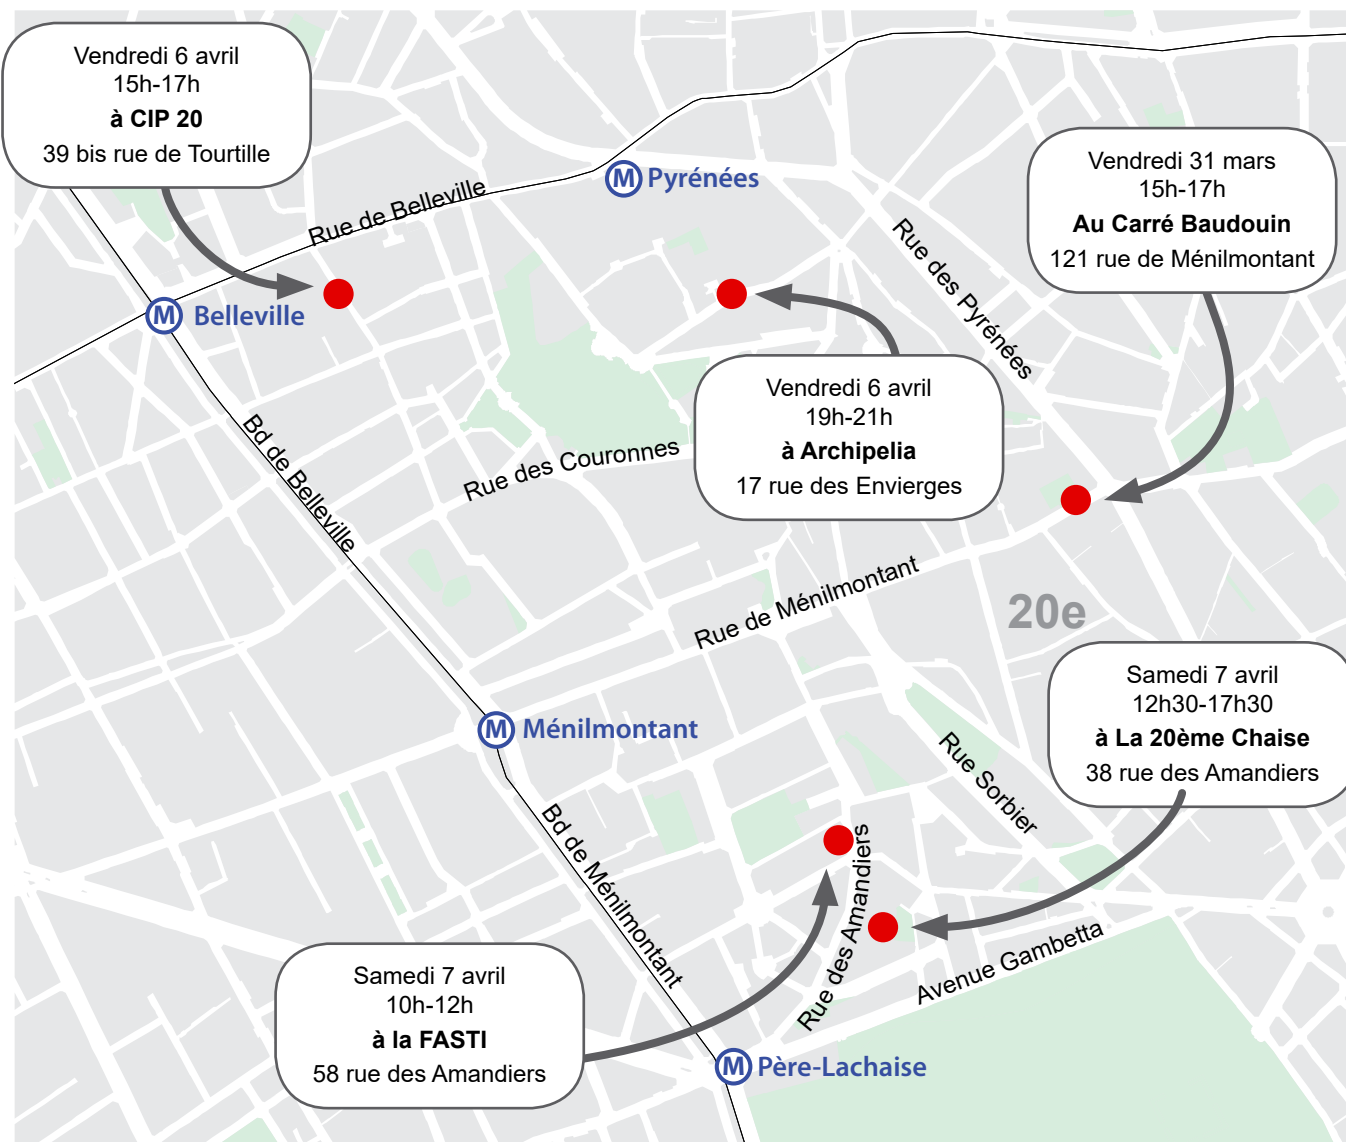 Vendredi 6 avril
15h-17h
à CIP 20
39 bis rue de Tourtille
M Pyrénées
Vendredi 31 mars
15h-17h
Au Carré Baudouin
121 rue de Ménilmontant
Rue de Belleville
Rue des Pyrénées
M Belleville
Vendredi 6 avril
19h-21h
à Archipelia
17 rue des Envierges
Bd de Belleville
Rue des Couronnes
Rue de Ménilmontant
20e
Samedi 7 avril
12h30-17h30
à La 20ème Chaise
38 rue des Amandiers
M Ménilmontant
Rue Sorbier
Bd de Ménilmontant
Rue des Amandiers
Avenue Gambetta
Samedi 7 avril
10h-12h
à la FASTI
58 rue des Amandiers
M Père-Lachaise